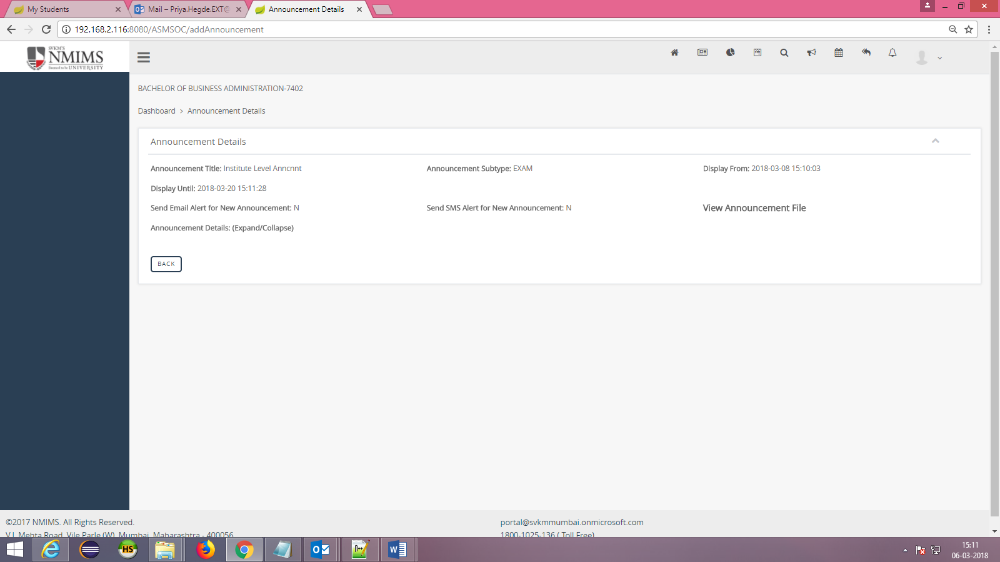 My Students
Mail – Priya.Hegde.EXT@
Announcement Details
192.168.2.116:8080/ASMSOC/addAnnouncement
SVKM'S
NMIMS
Deemed to be UNIVERSITY
BACHELOR OF BUSINESS ADMINISTRATION-7402
Dashboard > Announcement Details
Announcement Details
Announcement Title: Institute Level Anncnnt
Announcement Subtype: EXAM
Display From: 2018-03-08 15:10:03
Display Until: 2018-03-20 15:11:28
Send Email Alert for New Announcement: N
Send SMS Alert for New Announcement: N
View Announcement File
Announcement Details: (Expand/Collapse)
BACK
©2017 NMIMS. All Rights Reserved.
portal@svkmmumbai.onmicrosoft.com
V.L Mehta Road, Vile Parle (W), Mumbai, Maharashtra - 400056
1800-1025-136 ( Toll Free)
HS
15:11
06-03-2018